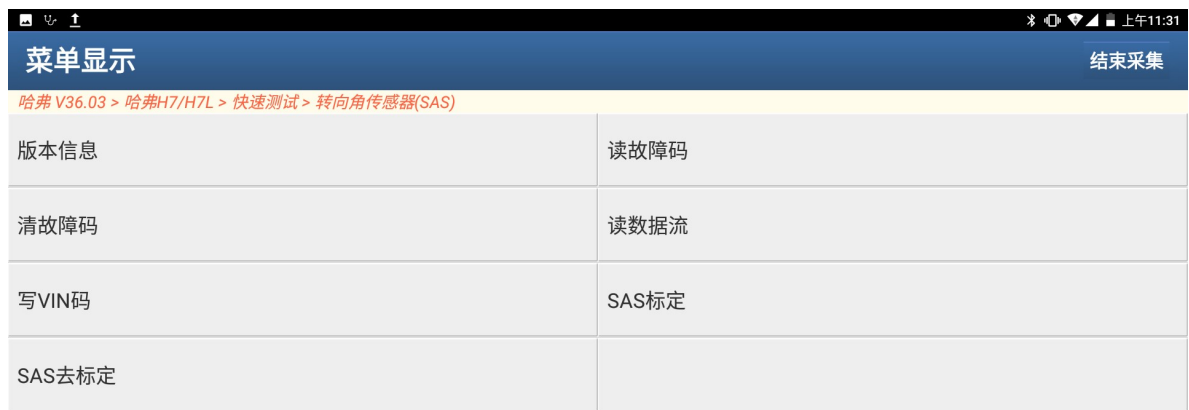 上午11:31
菜单显示
结束采集
哈弗 V36.03 > 哈弗H7/H7L > 快速测试 > 转向角传感器(SAS)
版本信息
读故障码
清故障码
读数据流
写VIN码
SAS标定
SAS去标定